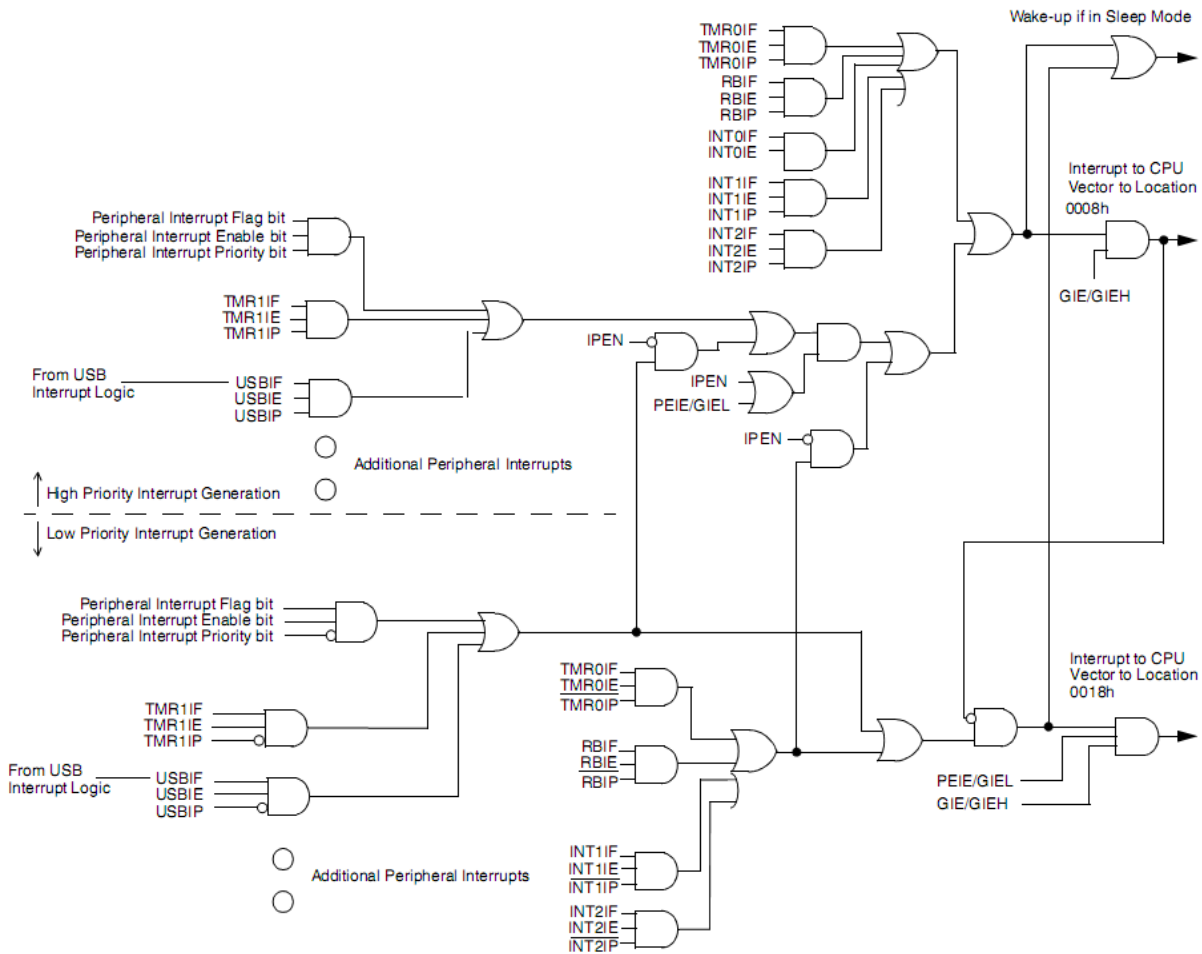 Wake-up if in Sleep Mode
TMR0IF
TMR0IE
TMR0IP
RBIF
RBIE
RBIP
INT0IF
INT0IE
INT1IF
INT1IE
INT1IP
INT2IF
INT2IE
INT2IP
Interrupt to CPU
Vector to Location
0008h
GIE/GIEH
Peripheral Interrupt Flag bit
Peripheral Interrupt Enable bit
Peripheral Interrupt Priority bit
TMR1IF
TMR1IE
TMR1IP
From USB
Interrupt Logic
USBIF
USBIE
USBIP
IPEN
IPEN
PEIE/GIEL
IPEN
Additional Peripheral Interrupts
High Priority Interrupt Generation
Low Priority Interrupt Generation
Peripheral Interrupt Flag bit
Peripheral Interrupt Enable bit
Peripheral Interrupt Priority bit
TMR1IF
TMR1IE
TMR1IP
From USB
Interrupt Logic
USBIF
USBIE
USBIP
Additional Peripheral Interrupts
TMR0IF
TMR0IE
TMR0IP
RBIF
RBIE
RBIP
INT1IF
INT1IE
INT1IP
INT2IF
INT2IE
INT2IP
Interrupt to CPU
Vector to Location
0018h
PEIE/GIEL
GIE/GIEH